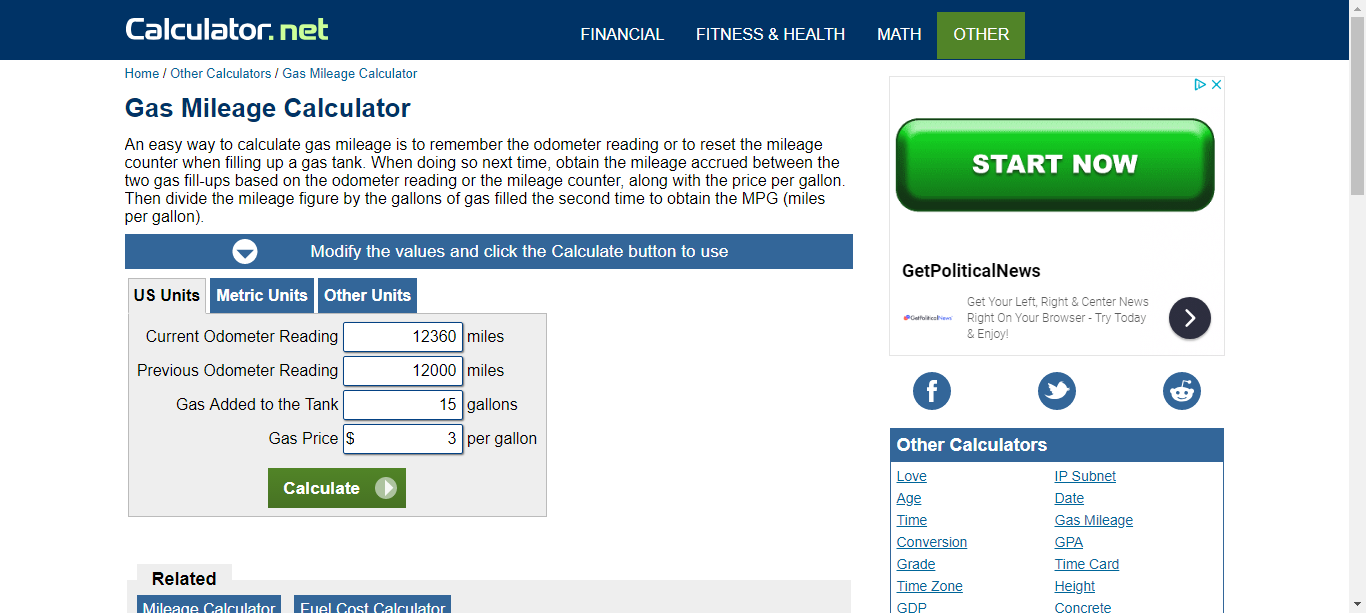 Calculator.net
FINANCIAL FITNESS & HEALTH MATH OTHER
Home / Other Calculators / Gas Mileage Calculator
Gas Mileage Calculator
An easy way to calculate gas mileage is to remember the odometer reading or to reset the mileage
counter when filling up a gas tank. When doing so next time, obtain the mileage accrued between the
two gas fill-ups based on the odometer reading or the mileage counter, along with the price per gallon.
Then divide the mileage figure by the gallons of gas filled the second time to obtain the MPG (miles
per gallon).
Modify the values and click the Calculate button to use
US Units Metric Units Other Units
Current Odometer Reading 12360 miles
Previous Odometer Reading 12000 miles
Gas Added to the Tank 15 gallons
Gas Price $ 3 per gallon
Calculate
Related
Mileage Calculator Fuel Cost Calculator
START NOW
GetPoliticalNews
GetPoliticalNews
Get Your Left, Right & Center News
Right On Your Browser - Try Today
& Enjoy!
Other Calculators
Love IP Subnet
Age Date
Time Gas Mileage
Conversion GPA
Grade Time Card
Time Zone Height
GDP Concrete